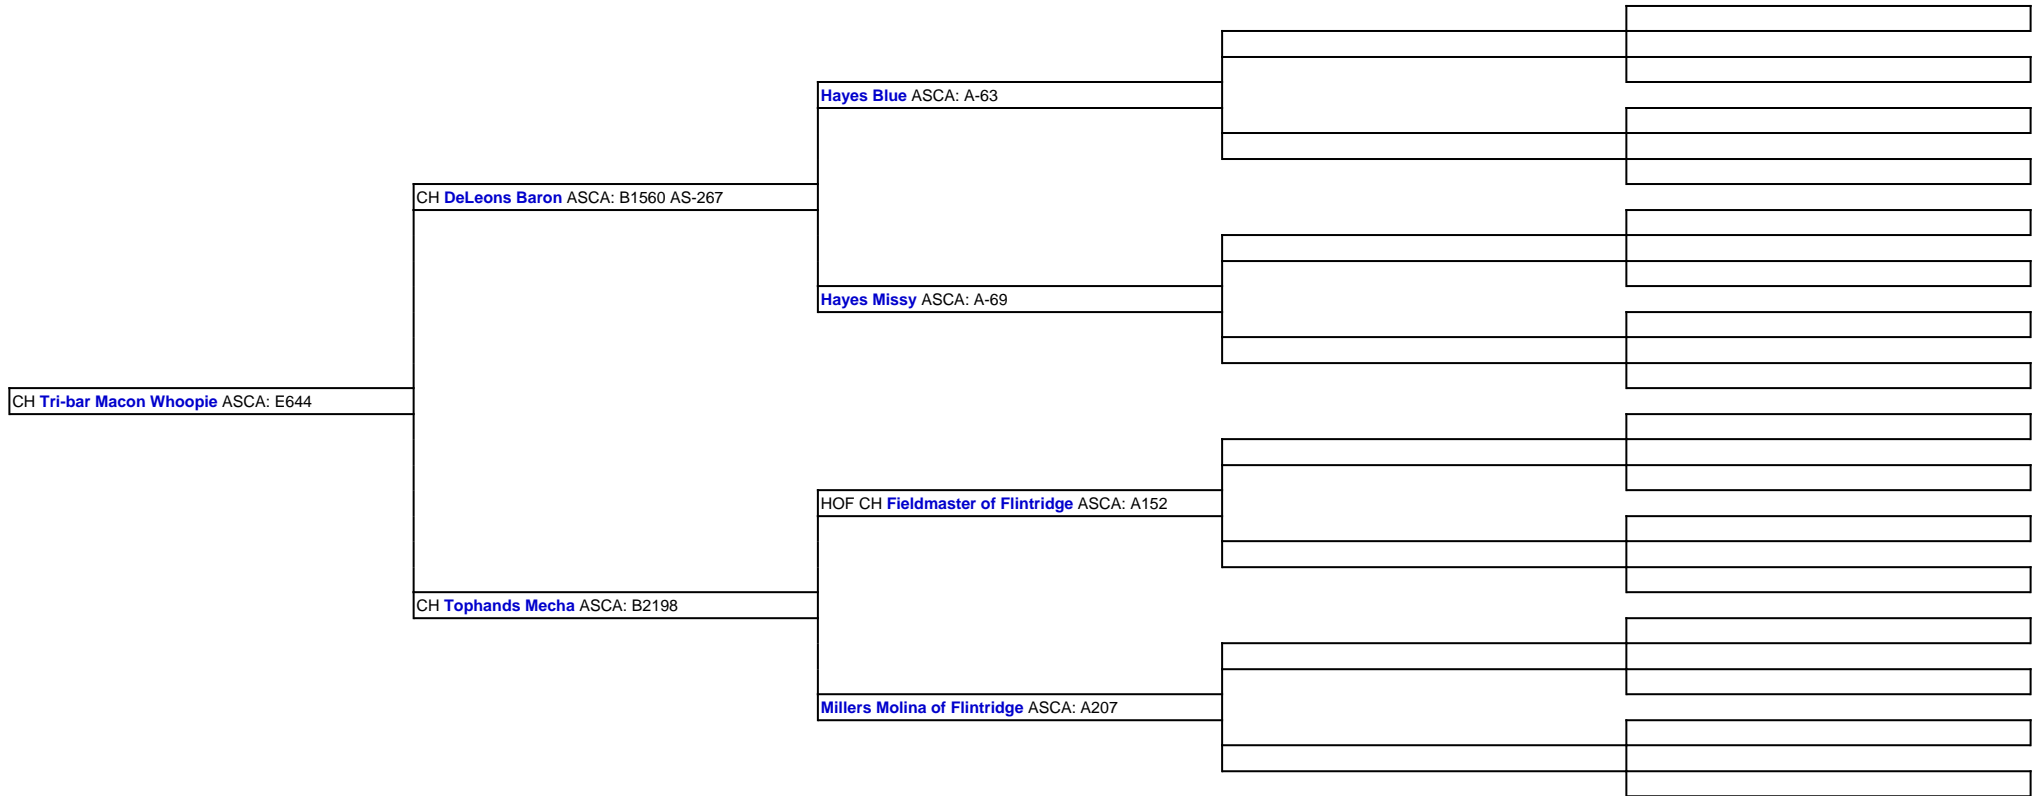 Hayes Blue ASCA: A-63
CH DeLeons Baron ASCA: B1560 AS-267
Hayes Missy ASCA: A-69
CH Tri-bar Macon Whoopie ASCA: E644
HOF CH Fieldmaster of Flintridge ASCA: A152
CH Tophands Mecha ASCA: B2198
Millers Molina of Flintridge ASCA: A207